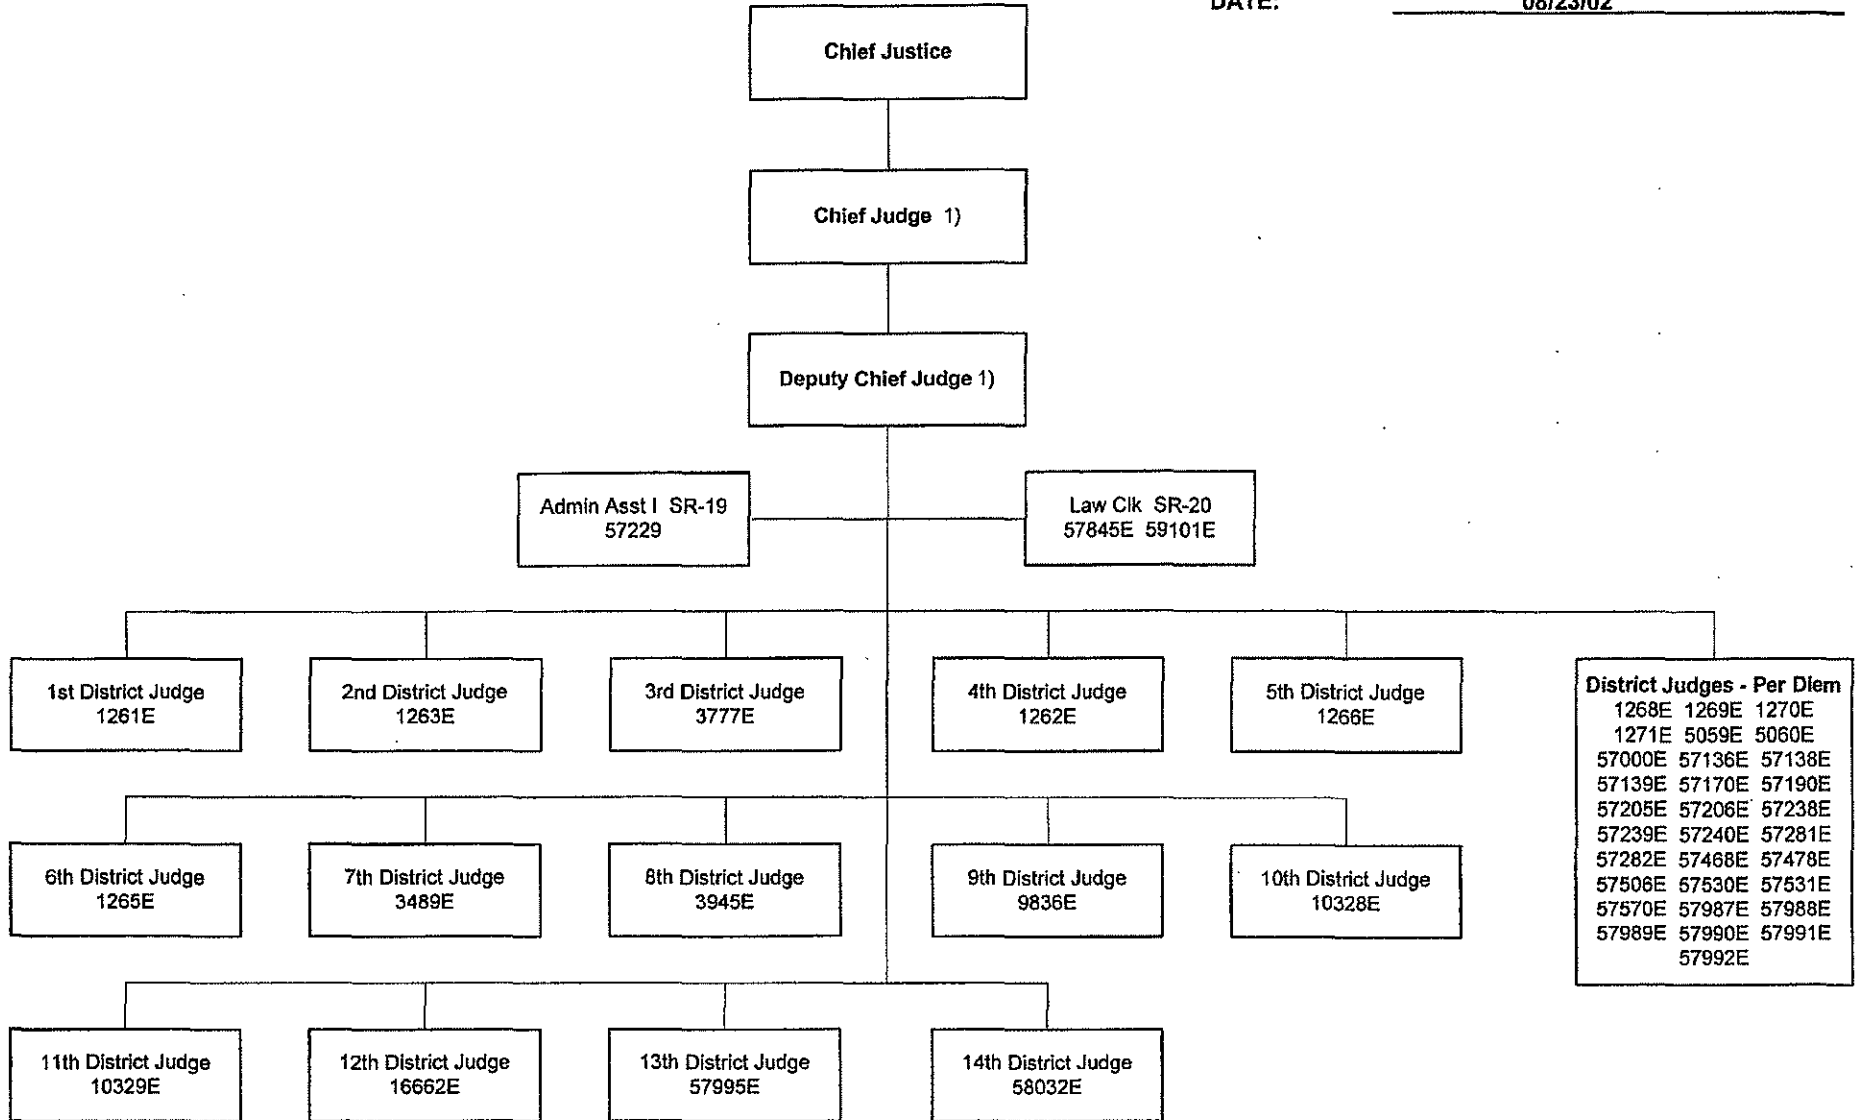 DATE: 08/23/02
Chief Justice
Chief Judge 1)
Deputy Chief Judge 1)
Admin Asst I SR-19
57229
Law Clk SR-20
57845E 59101E
1st District Judge
1261E
2nd District Judge
1263E
3rd District Judge
3777E
4th District Judge
1262E
5th District Judge
1266E
District Judges - Per Diem
1268E 1269E 1270E
1271E 5059E 5060E
57000E 57136E 57138E
57139E 57170E 57190E
57205E 57206E 57238E
57239E 57240E 57281E
57282E 57468E 57478E
57506E 57530E 57531E
57570E 57987E 57988E
57989E 57990E 57991E
57992E
6th District Judge
1265E
7th District Judge
3489E
8th District Judge
3945E
9th District Judge
9836E
10th District Judge
10328E
11th District Judge
10329E
12th District Judge
16662E
13th District Judge
57995E
14th District Judge
58032E